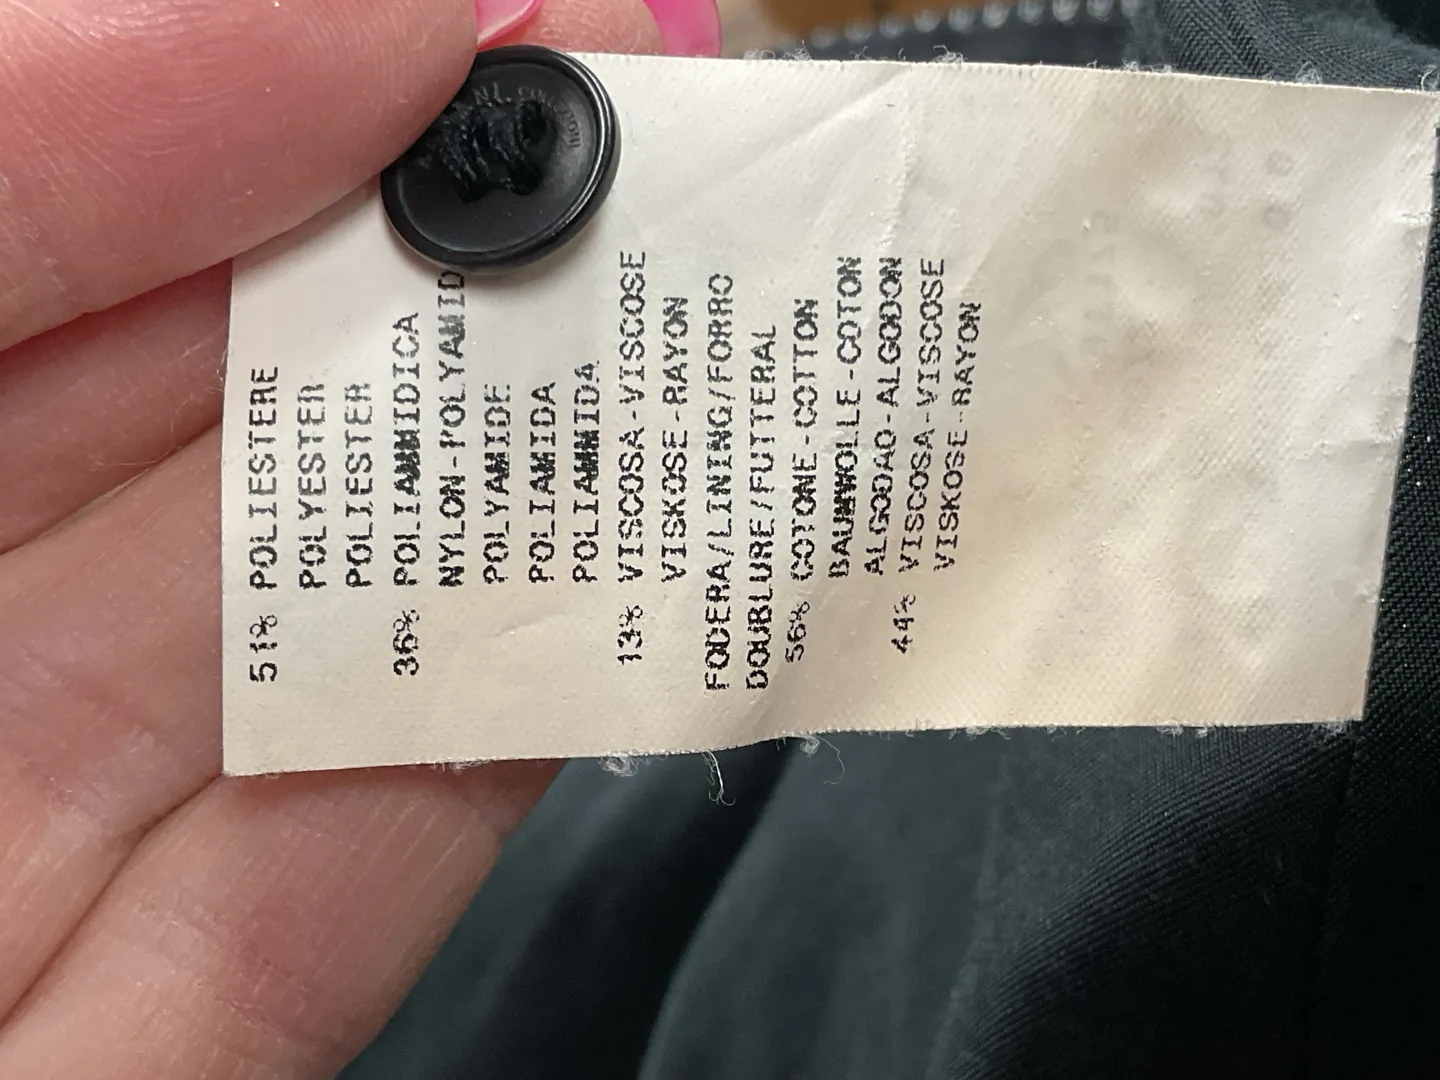 COLLEZIONI
51% POLIESTERE
POLYESTER
POLIESTER
36% POLIAMMIDICA
NYLON-POLYAMID
POLYAMIDE
POLIAMIDA
POLIAMMIDA
13% VISCOSA-VISCOSE
VISKOSE-RAYON
FODERA/LINING/FORRO
DOUBLURE/FUTTERAL
56% COTONE-COTTON
BAUMWOLLE-COTON
ALGODAO-ALGODON
44% VISCOSA-VISCOSE
VISKOSE-RAYON